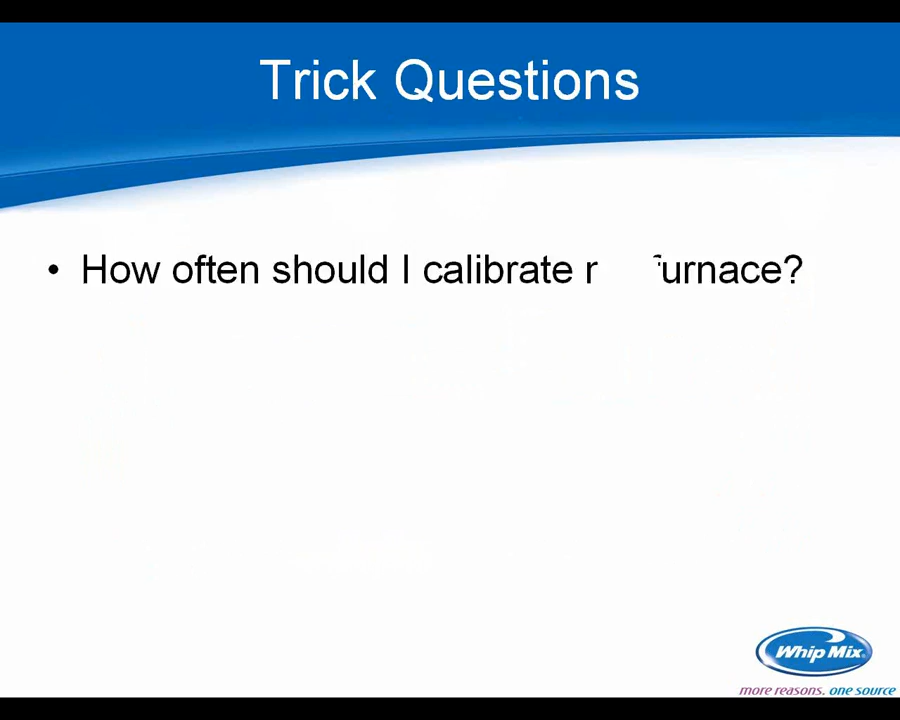 Trick Questions
• How often should I calibrate r furnace?
Whip Mix
more reasons. one source